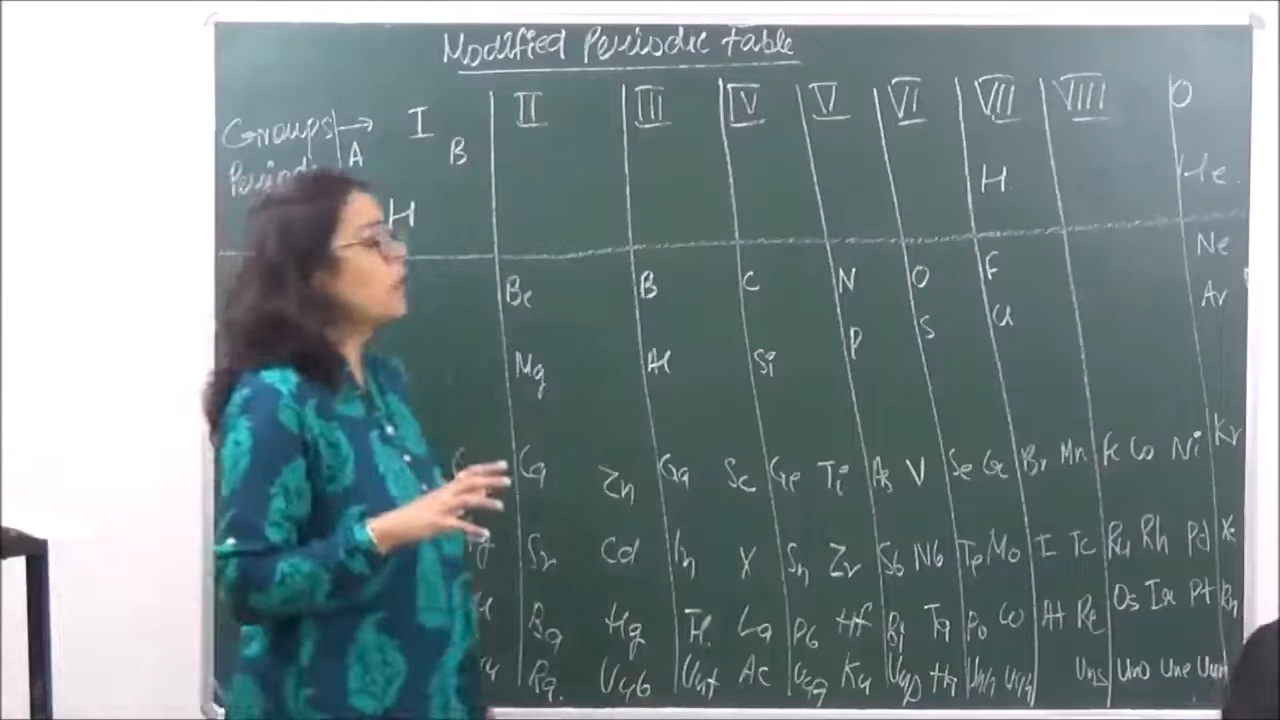 Modified Periodic table
Groups → I II III IV V VI VII VIII O
A B
H H He
Ne
Be B C N O F
Ar
Mg Al Si P S Cl
Kr
Ca Zn Ga Sc Ge Ti As V Se Cr Br Mn Fe Co Ni
Sr Cd In Y Sn Zr Sb Nb Mo I Tc Ru Rh Pd Xe
Ba Hg Tl La Pb Hf Bi Ta Po W At Re Os Ir Pt Rn
Ra Uub Uut Ac Uuq Ku Uup Ha Uuh Unh Uns Uno Une